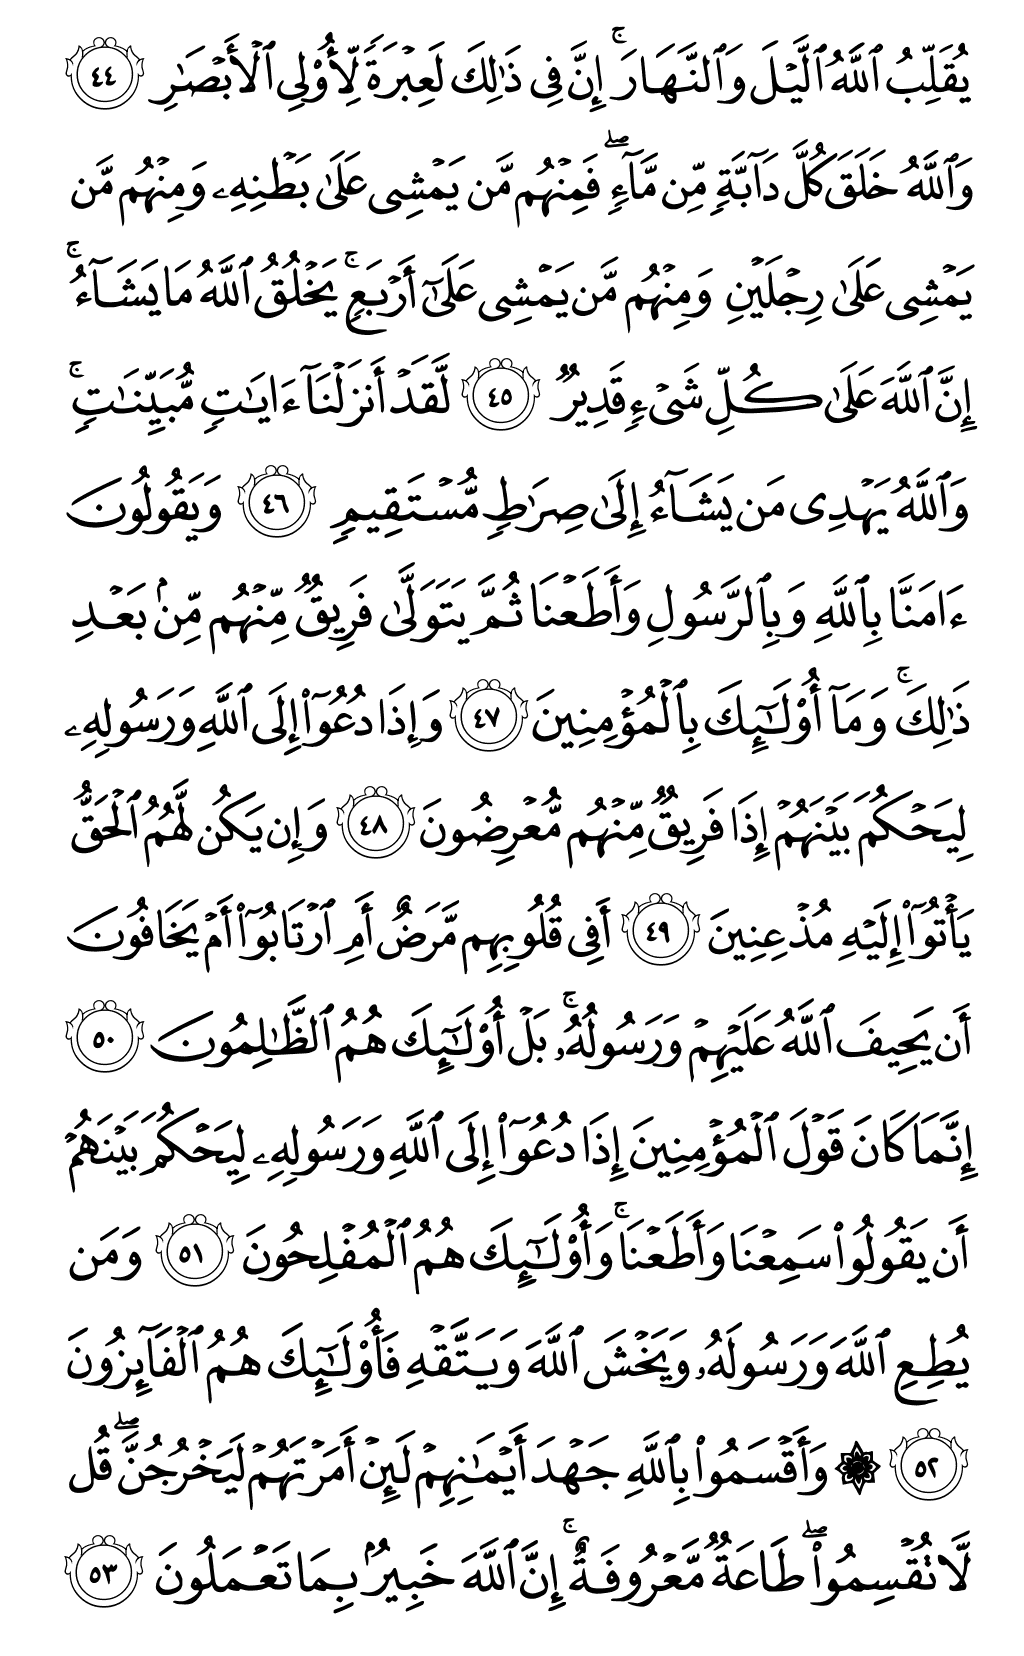 يُقَلِّبُ ٱللَّهُ ٱلَّيۡلَ وَٱلنَّهَارَۚ إِنَّ فِي ذَٰلِكَ لَعِبۡرَةٗ لِّأُوْلِي ٱلۡأَبۡصَٰرِ ٤٤
وَٱللَّهُ خَلَقَ كُلَّ دَآبَّةٖ مِّن مَّآءٖۖ فَمِنۡهُم مَّن يَمۡشِي عَلَىٰ بَطۡنِهِۦ وَمِنۡهُم مَّن
يَمۡشِي عَلَىٰ رِجۡلَيۡنِ وَمِنۡهُم مَّن يَمۡشِي عَلَىٰٓ أَرۡبَعٖۚ يَخۡلُقُ ٱللَّهُ مَا يَشَآءُۚ
إِنَّ ٱللَّهَ عَلَىٰ كُلِّ شَيۡءٖ قَدِيرٞ ٤٥ لَّقَدۡ أَنزَلۡنَآ ءَايَٰتٖ مُّبَيِّنَٰتٖۚ
وَٱللَّهُ يَهۡدِي مَن يَشَآءُ إِلَىٰ صِرَٰطٖ مُّسۡتَقِيمٖ ٤٦ وَيَقُولُونَ
ءَامَنَّا بِٱللَّهِ وَبِٱلرَّسُولِ وَأَطَعۡنَا ثُمَّ يَتَوَلَّىٰ فَرِيقٞ مِّنۡهُم مِّنۢ بَعۡدِ
ذَٰلِكَۚ وَمَآ أُوْلَٰٓئِكَ بِٱلۡمُؤۡمِنِينَ ٤٧ وَإِذَا دُعُوٓاْ إِلَى ٱللَّهِ وَرَسُولِهِۦ
لِيَحۡكُمَ بَيۡنَهُمۡ إِذَا فَرِيقٞ مِّنۡهُم مُّعۡرِضُونَ ٤٨ وَإِن يَكُن لَّهُمُ ٱلۡحَقُّ
يَأۡتُوٓاْ إِلَيۡهِ مُذۡعِنِينَ ٤٩ أَفِي قُلُوبِهِم مَّرَضٌ أَمِ ٱرۡتَابُوٓاْ أَمۡ يَخَافُونَ
أَن يَحِيفَ ٱللَّهُ عَلَيۡهِمۡ وَرَسُولُهُۥۚ بَلۡ أُوْلَٰٓئِكَ هُمُ ٱلظَّٰلِمُونَ ٥٠
إِنَّمَا كَانَ قَوۡلَ ٱلۡمُؤۡمِنِينَ إِذَا دُعُوٓاْ إِلَى ٱللَّهِ وَرَسُولِهِۦ لِيَحۡكُمَ بَيۡنَهُمۡ
أَن يَقُولُواْ سَمِعۡنَا وَأَطَعۡنَاۚ وَأُوْلَٰٓئِكَ هُمُ ٱلۡمُفۡلِحُونَ ٥١ وَمَن
يُطِعِ ٱللَّهَ وَرَسُولَهُۥ وَيَخۡشَ ٱللَّهَ وَيَتَّقۡهِ فَأُوْلَٰٓئِكَ هُمُ ٱلۡفَآئِزُونَ
٥٢ ۞ وَأَقۡسَمُواْ بِٱللَّهِ جَهۡدَ أَيۡمَٰنِهِمۡ لَئِنۡ أَمَرۡتَهُمۡ لَيَخۡرُجُنَّۖ قُل
لَّا تُقۡسِمُواْۖ طَاعَةٞ مَّعۡرُوفَةٌۚ إِنَّ ٱللَّهَ خَبِيرُۢ بِمَا تَعۡمَلُونَ ٥٣